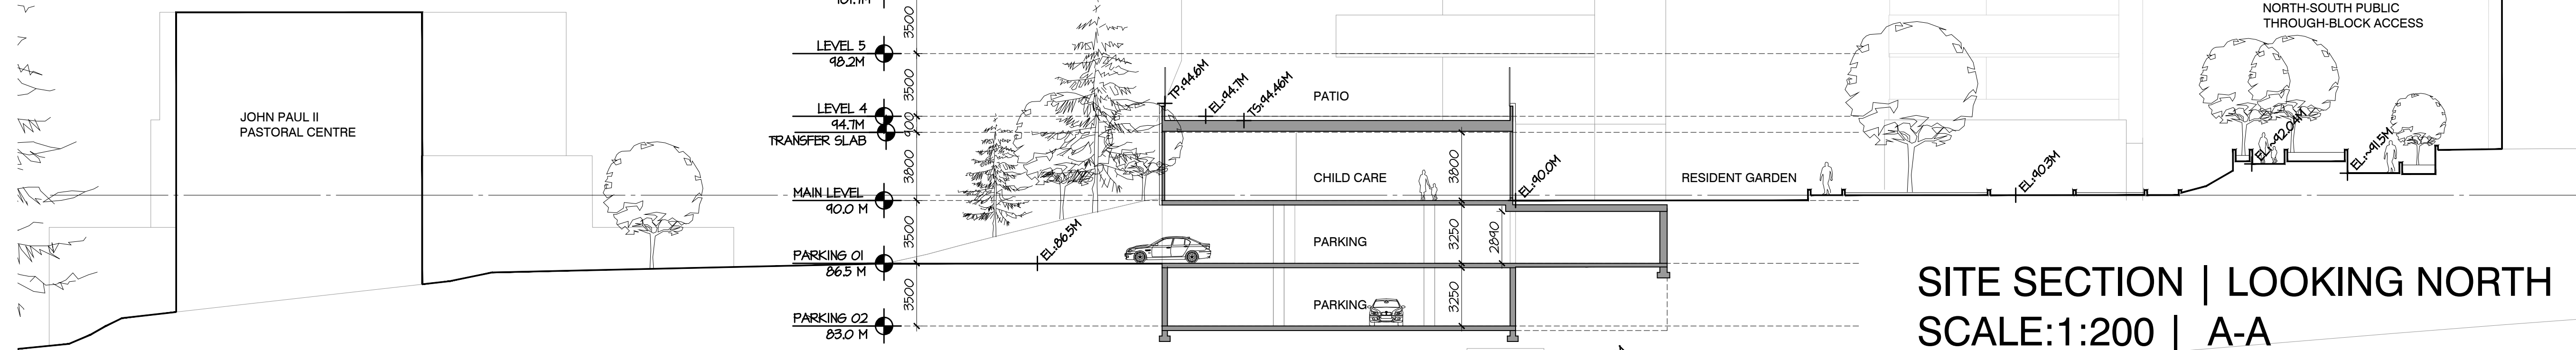 101.7M
NORTH-SOUTH PUBLIC
THROUGH-BLOCK ACCESS
3500
LEVEL 5
98.2M
3500
LEVEL 4
94.7M
TRANSFER SLAB
900
3800
MAIN LEVEL
90.0 M
3500
PARKING 01
86.5 M
3500
PARKING 02
83.0 M
JOHN PAUL II
PASTORAL CENTRE
EL:86.5M
TP:94.6M
EL:94.7M
TS:94.46M
PATIO
CHILD CARE
3800
EL:90.0M
PARKING
3250
2890
PARKING
3250
RESIDENT GARDEN
EL:90.3M
EL:~92.04M
EL:~91.5M
SITE SECTION | LOOKING NORTH
SCALE:1:200 | A-A